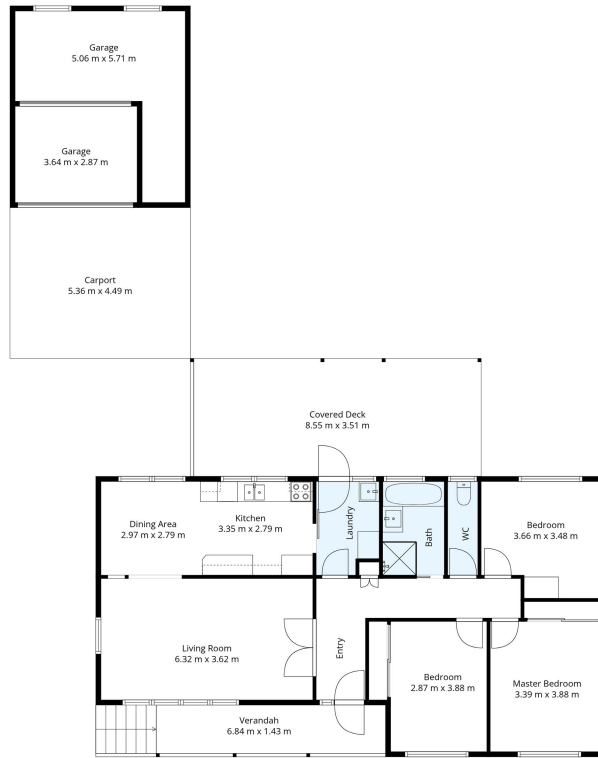 Garage
5.06 m x 5.71 m
Garage
3.64 m x 2.87 m
Carport
5.36 m x 4.49 m
Covered Deck
8.55 m x 3.51 m
Dining Area
2.97 m x 2.79 m
Kitchen
3.35 m x 2.79 m
Laundry
Bath
WC
Bedroom
3.66 m x 3.48 m
Living Room
6.32 m x 3.62 m
Entry
Bedroom
2.87 m x 3.88 m
Master Bedroom
3.39 m x 3.88 m
Verandah
6.84 m x 1.43 m